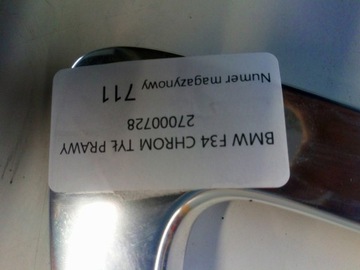 BMW F34 CHROM TYŁ PRAWY
27000728
Numer magazynowy 711